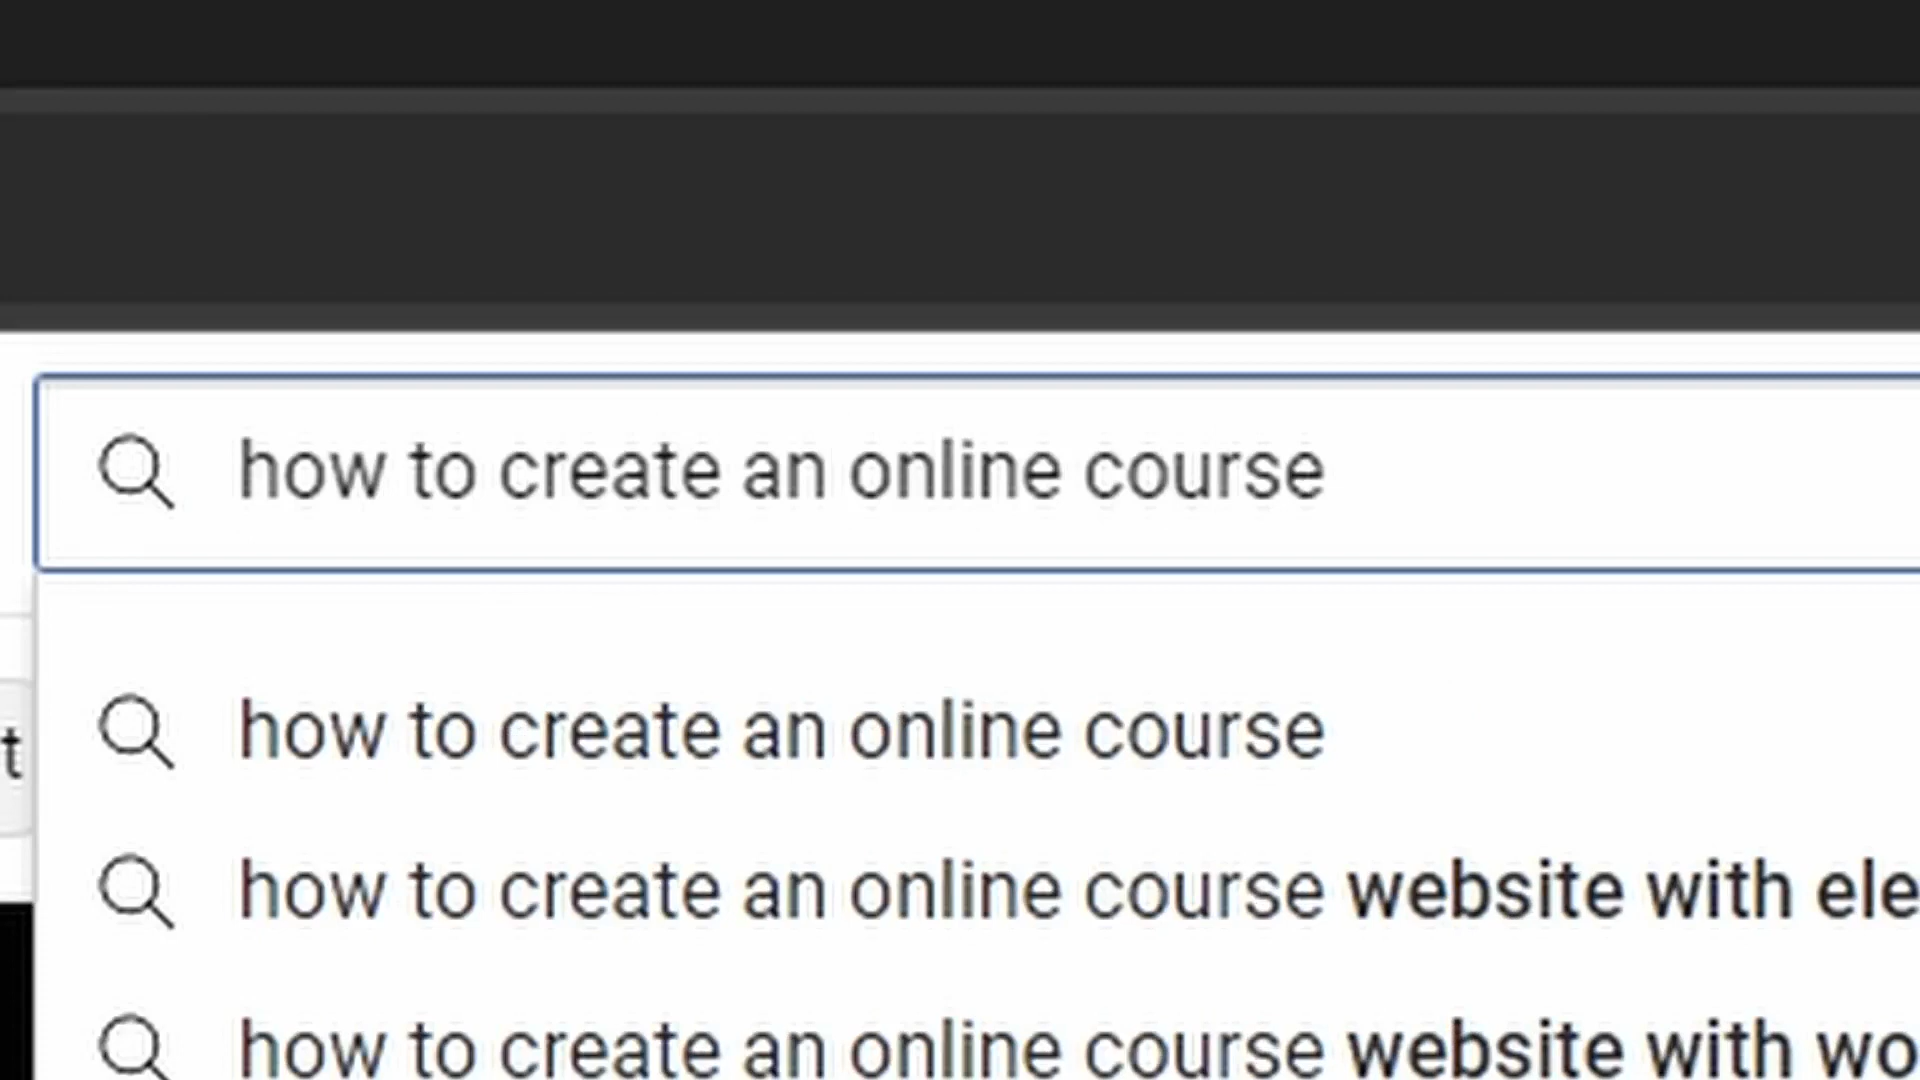 how to create an online course
how to create an online course
t
how to create an online course website with
how to create an online course website with